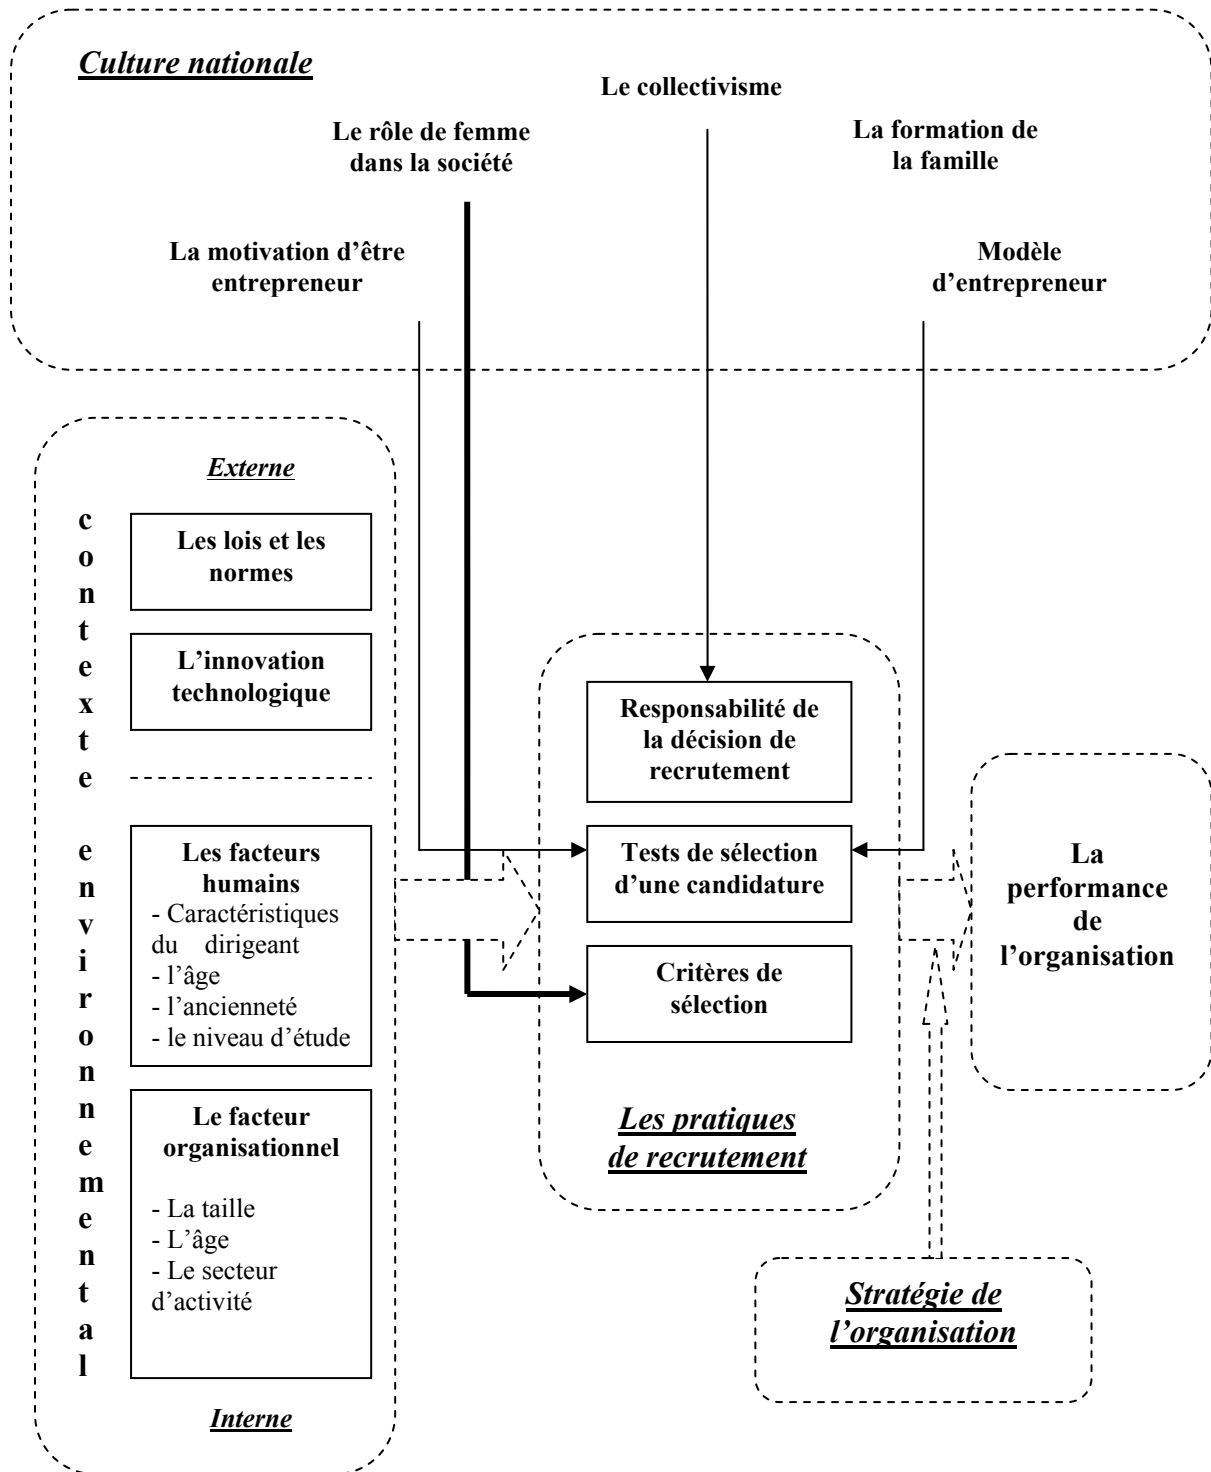 Culture nationale
Le collectivisme
Le rôle de femme
dans la société
La formation de
la famille
La motivation d’être
entrepreneur
Modèle
d’entrepreneur
contexte environnemental
Externe
Les lois et les
normes
L’innovation
technologique
Les facteurs
humains
- Caractéristiques
du dirigeant
- l’âge
- l’ancienneté
- le niveau d’étude
Le facteur
organisationnel
- La taille
- L’âge
- Le secteur
d’activité
Interne
Responsabilité de
la décision de
recrutement
Tests de sélection
d’une candidature
Critères de
sélection
Les pratiques
de recrutement
La
performance
de
l’organisation
Stratégie de
l’organisation